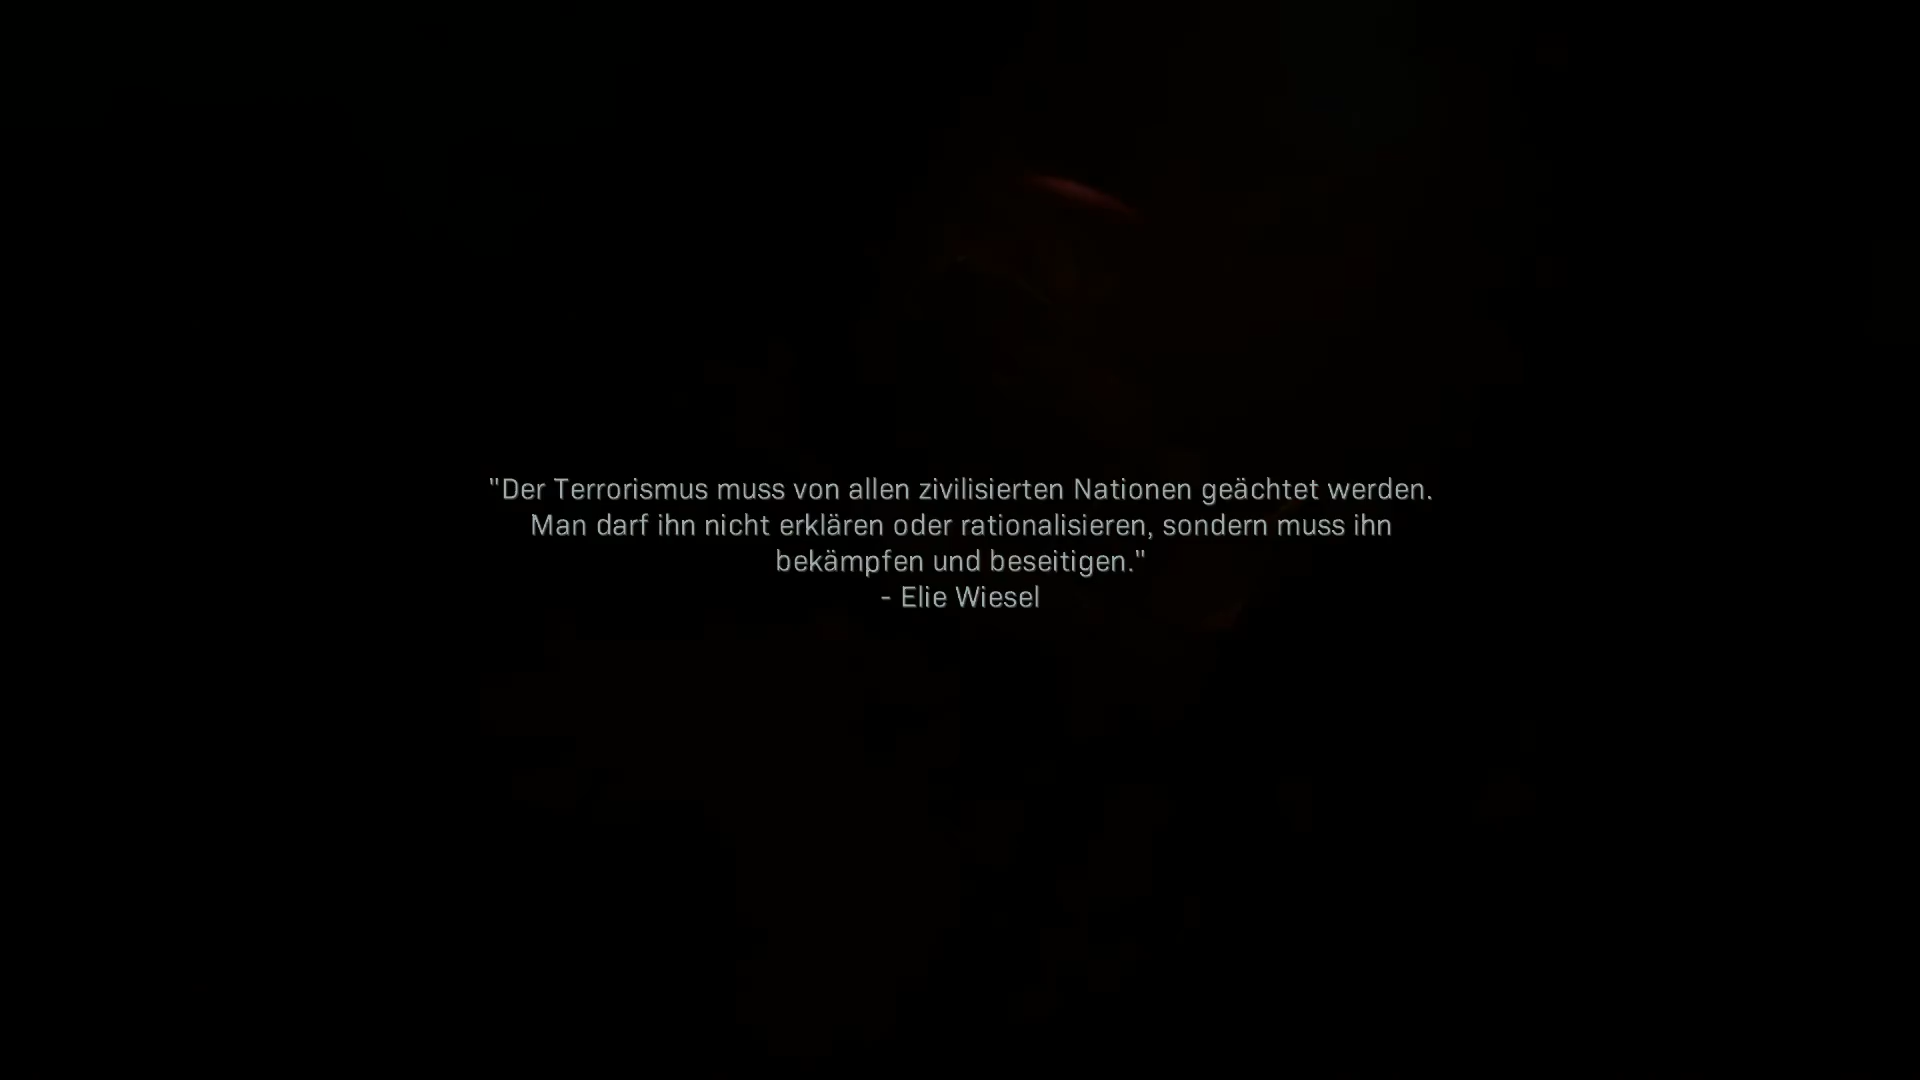 "Der Terrorismus muss von allen zivilisierten Nationen geächtet werden.
Man darf ihn nicht erklären oder rationalisieren, sondern muss ihn
bekämpfen und beseitigen."
- Elie Wiesel